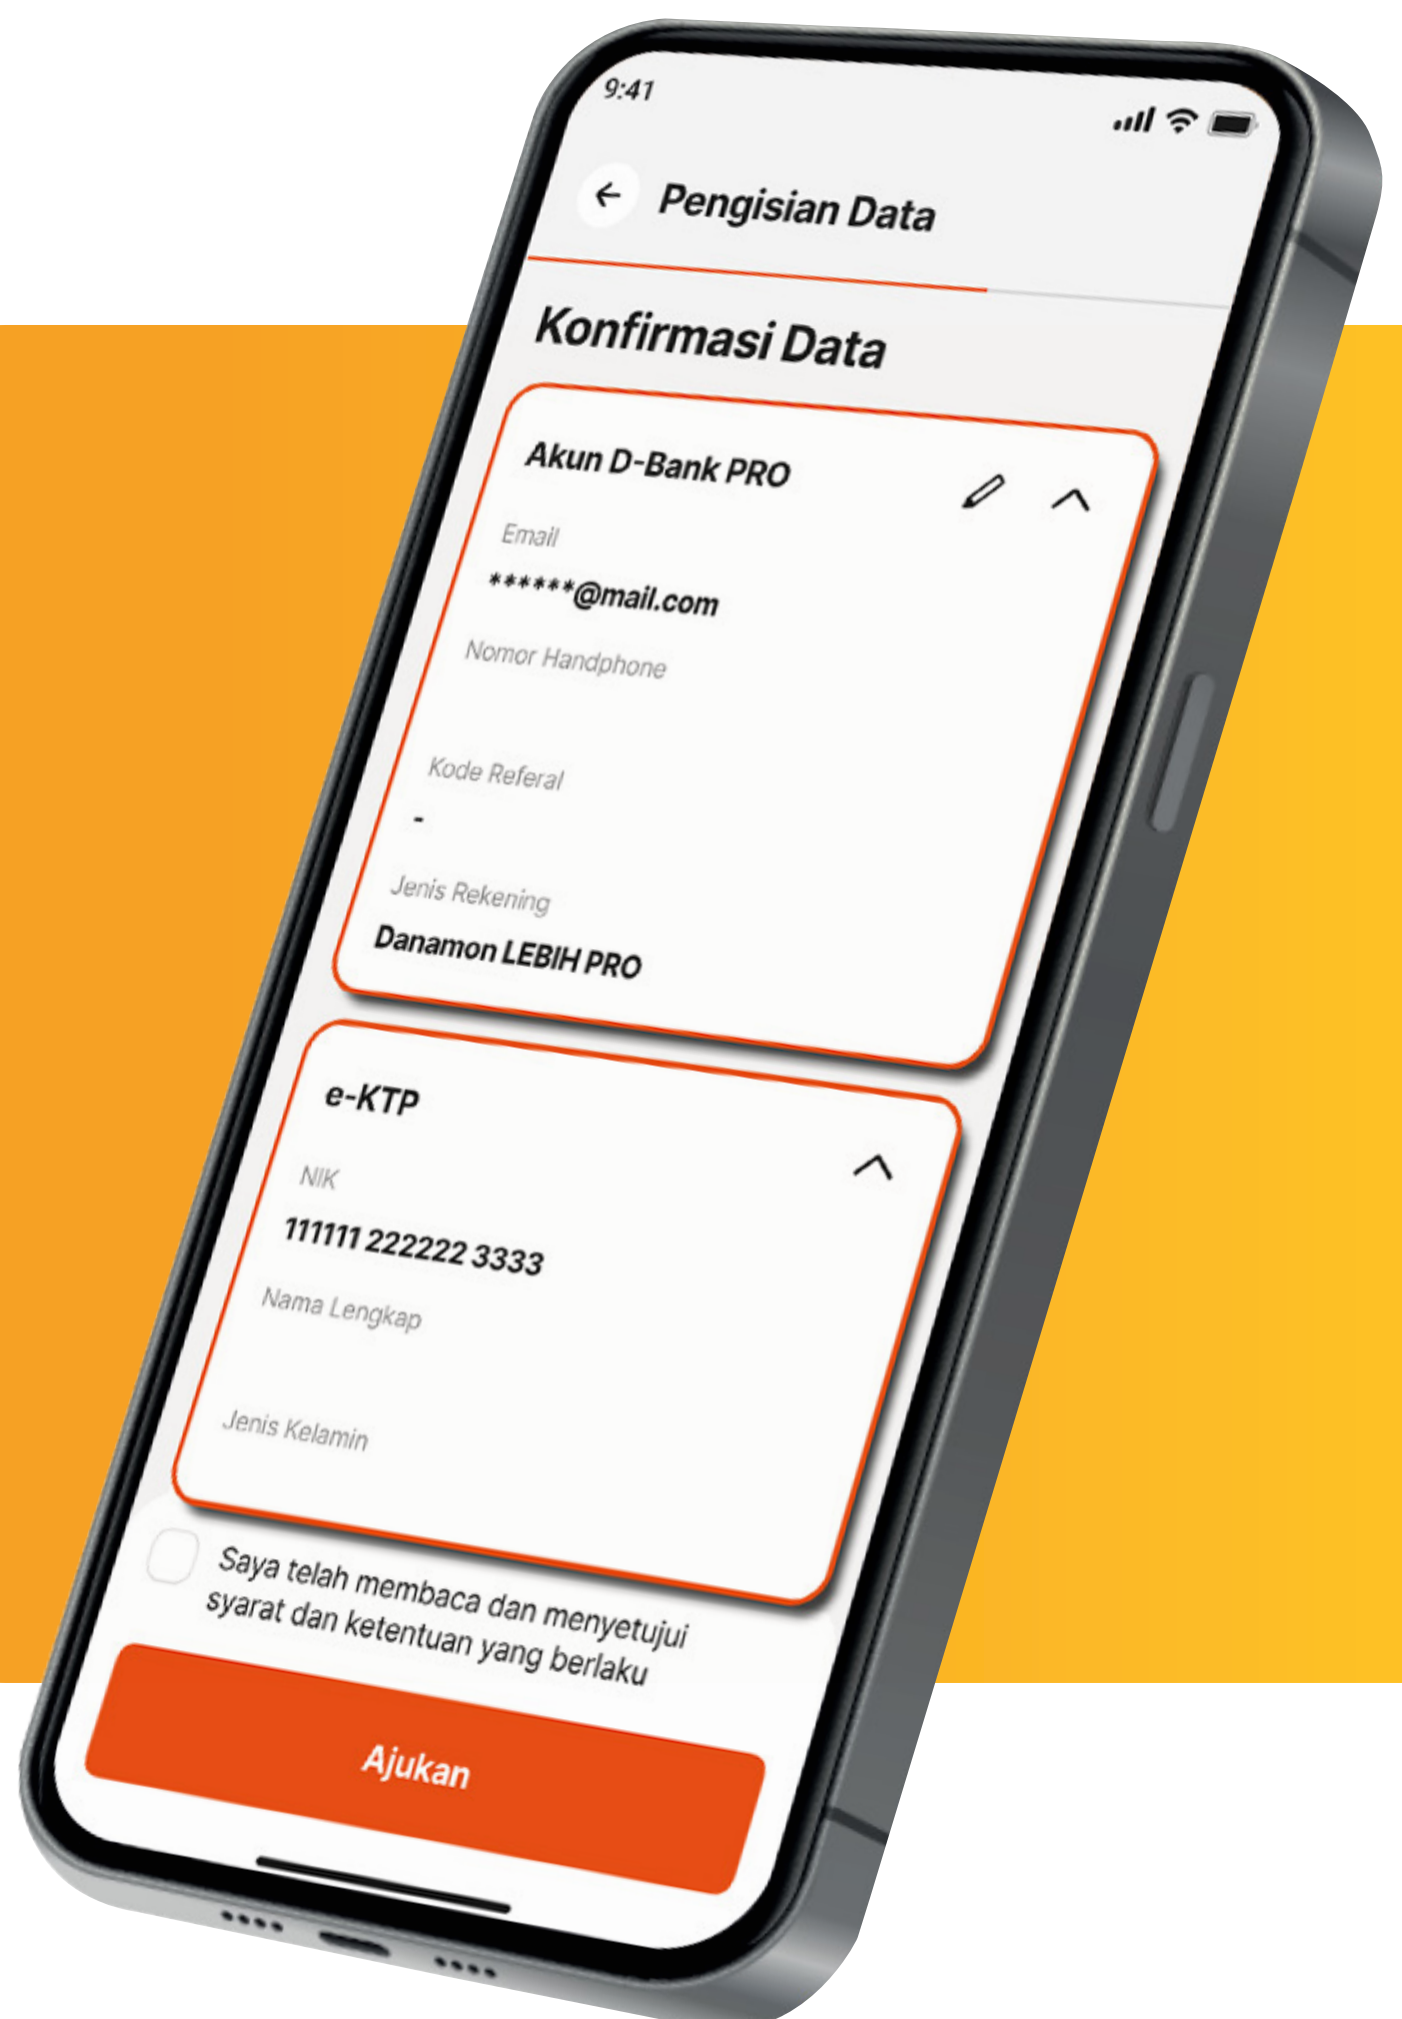 9:41
Pengisian Data
Konfirmasi Data
Akun D-Bank PRO
Email
******@mail.com
Nomor Handphone
Kode Referal
-
Jenis Rekening
Danamon LEBIH PRO
e-KTP
NIK
111111 222222 3333
Nama Lengkap
Jenis Kelamin
Saya telah membaca dan menyetujui
syarat dan ketentuan yang berlaku
Ajukan